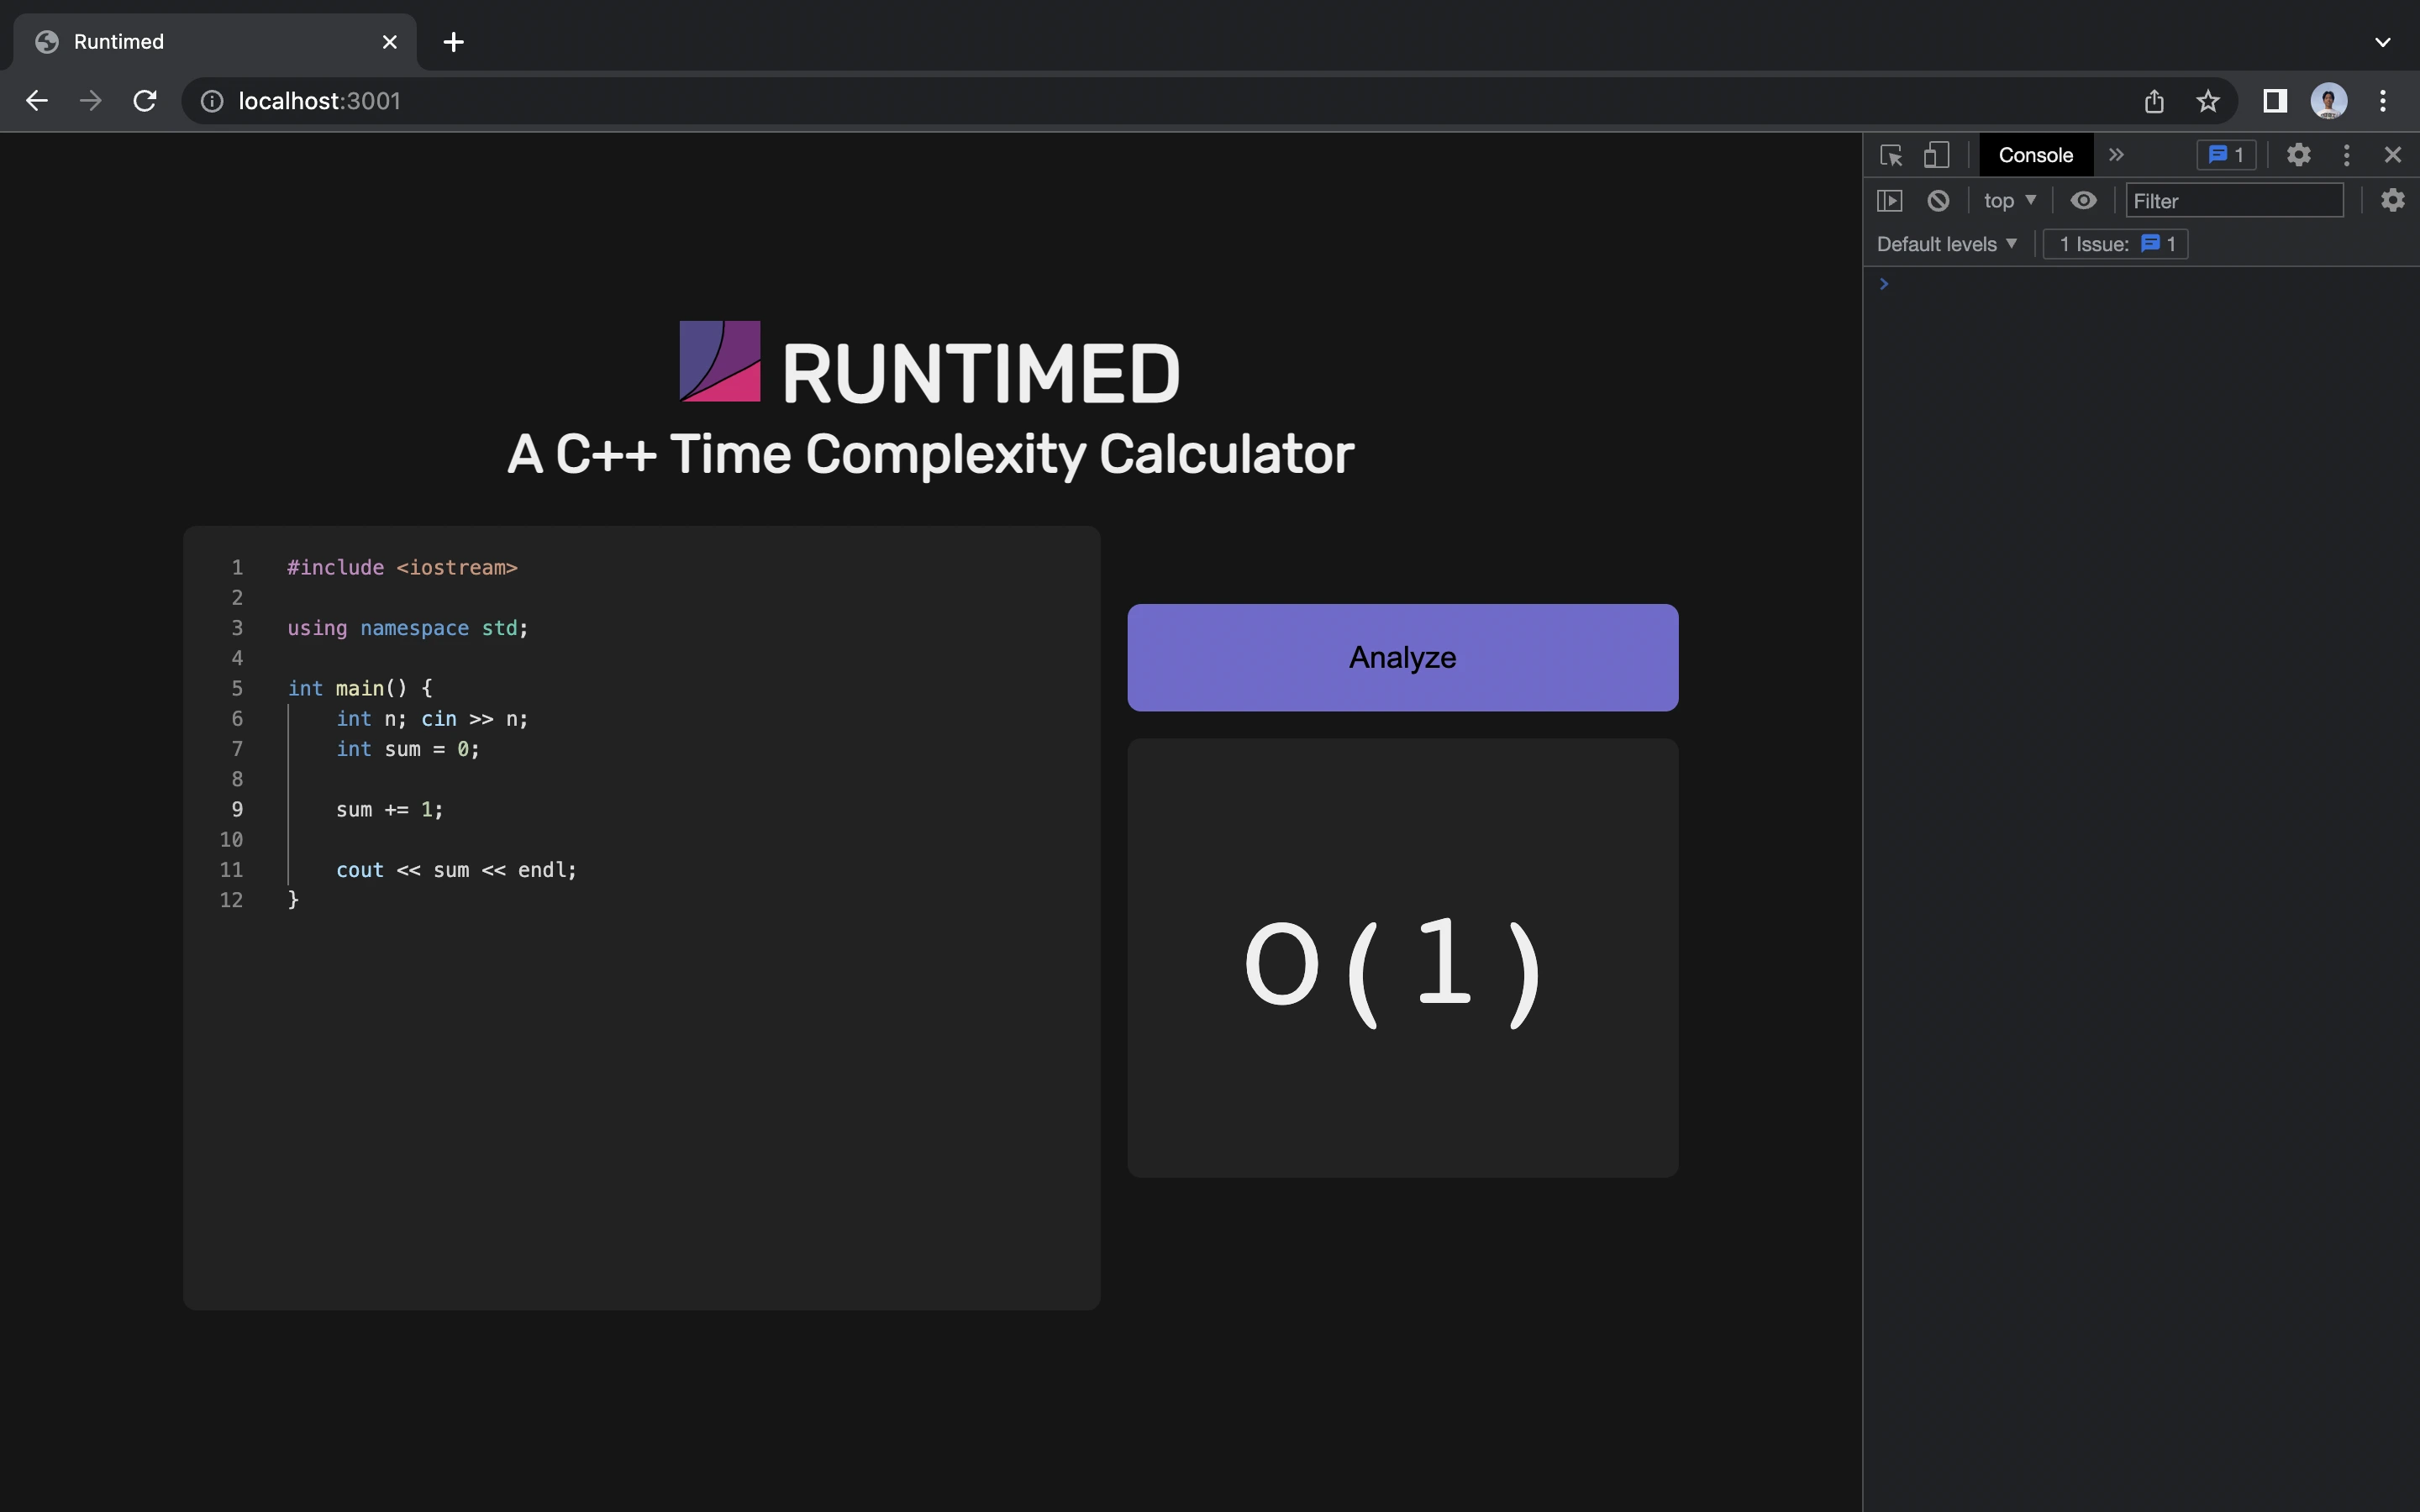 Runtimed
localhost:3001
Console
1
top
Filter
Default levels
1 Issue: 1
RUNTIMED
A C++ Time Complexity Calculator
1 #include <iostream>
2
3 using namespace std;
4
5 int main() {
6 int n; cin >> n;
7 int sum = 0;
8
9 sum += 1;
10
11 cout << sum << endl;
12 }
Analyze
O(1)